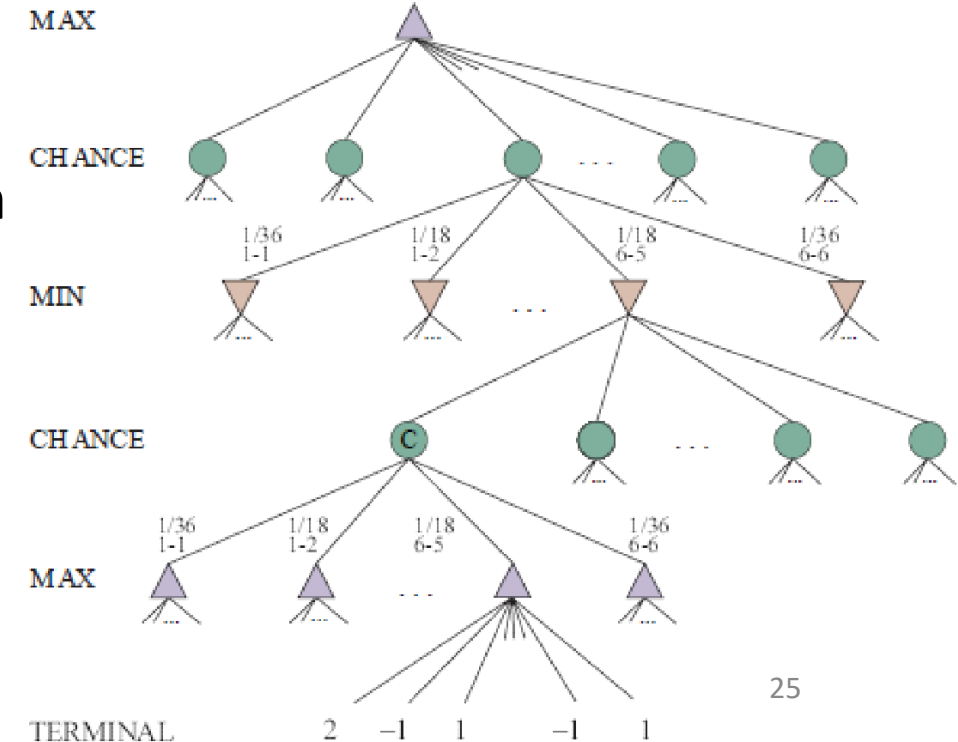 MAX
CHANCE
...
... ... ... ... ...
n
1/36 1/18 1/18 1/36
1-1 1-2 6-5 6-6
MIN
...
... ... ... ...
CHANCE C
...
... ... ...
1/36 1/18 1/18 1/36
1-1 1-2 6-5 6-6
MAX
...
... ... ...
25
TERMINAL 2 –1 1 –1 1